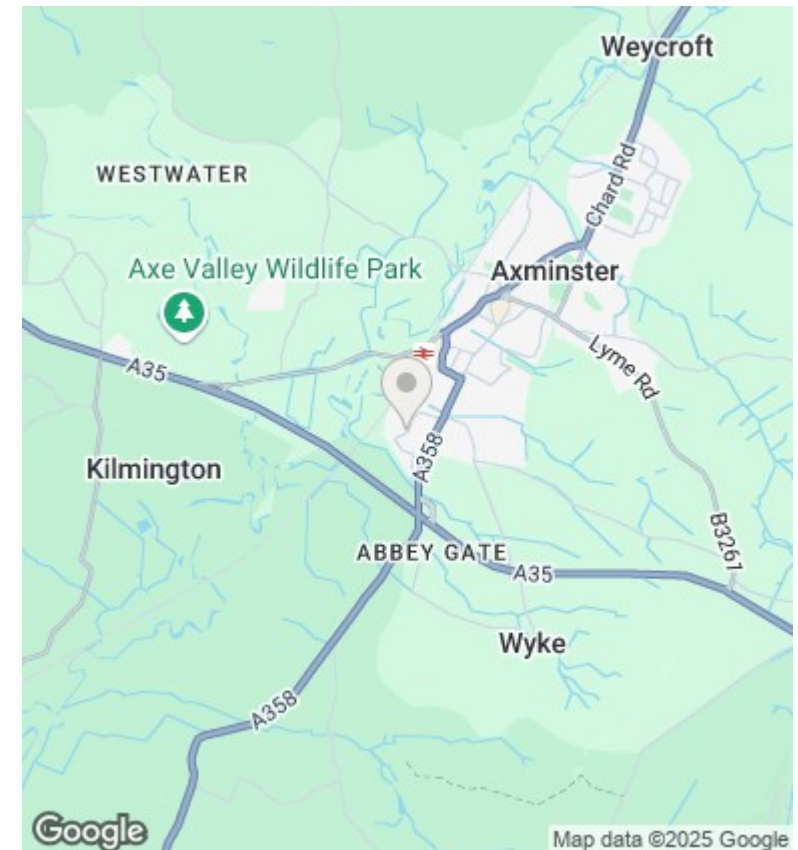 Weycroft
WESTWATER
Chard Rd
Axe Valley Wildlife Park
Axminster
A35
Lyme Rd
Kilmington
A358
B3261
ABBEY GATE
A35
Wyke
A358
Google
Map data ©2025 Google